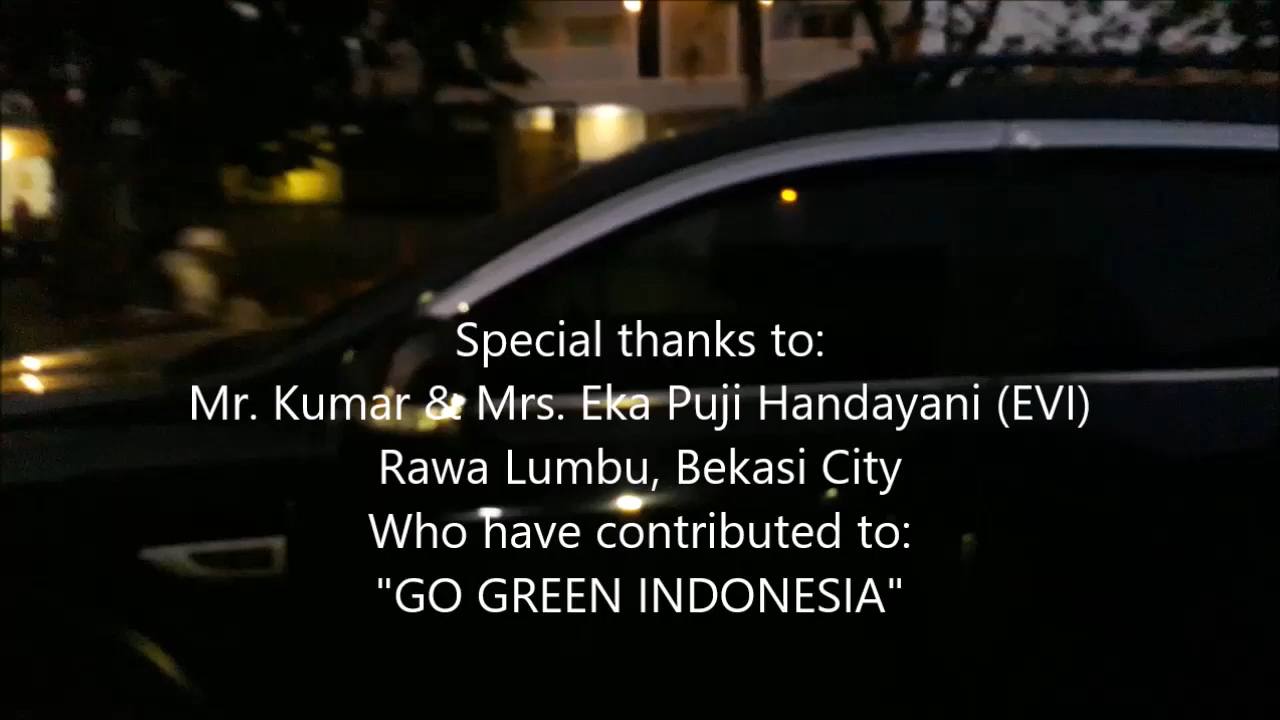 Special thanks to:
Mr. Kumar & Mrs. Eka Puji Handayani (EVI)
Rawa Lumbu, Bekasi City
Who have contributed to:
"GO GREEN INDONESIA"